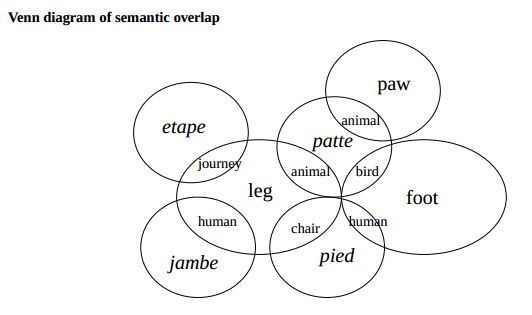 Venn diagram of semantic overlap
paw
animal
etape
patte
journey
animal
bird
leg
foot
human
chair
human
jambe
pied